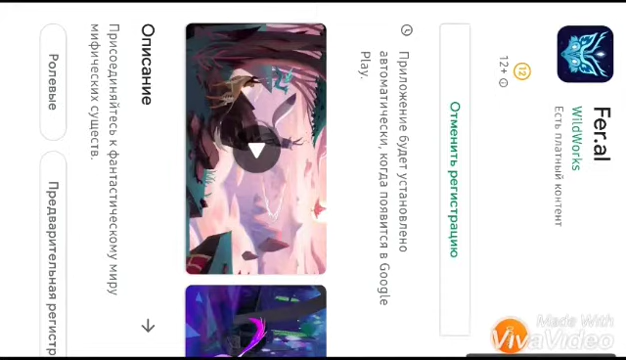 Fer.al
WildWorks
Есть платный контент
12
12+
Отменить регистрацию
Приложение будет установлено
автоматически, когда появится в Google
Play.
Описание
Присоединяйтесь к фантастическому миру
мифических существ.
Ролевые
Предварительная регистр
Made With
VivaVideo